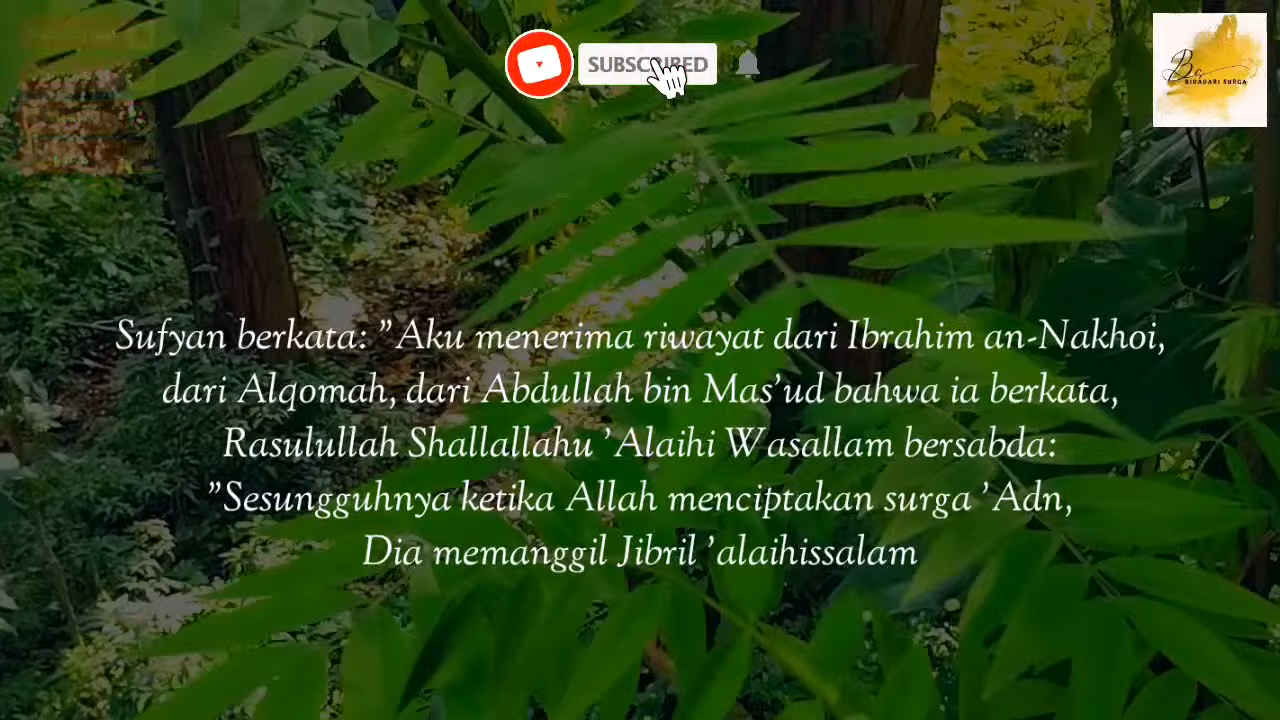 SUBSCRIBED
Bs
BIDADARI SURGA
Sufyan berkata: ”Aku menerima riwayat dari Ibrahim an-Nakhoi,
dari Alqomah, dari Abdullah bin Mas’ud bahwa ia berkata,
Rasulullah Shallallahu ’Alaihi Wasallam bersabda:
”Sesungguhnya ketika Allah menciptakan surga ’Adn,
Dia memanggil Jibril ’alaihissalam